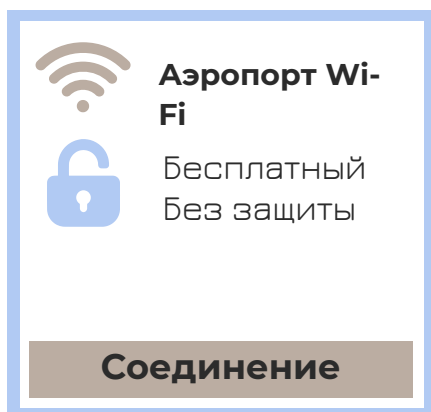 Аэропорт Wi-
Fi
Бесплатный
Без защиты
Соединение